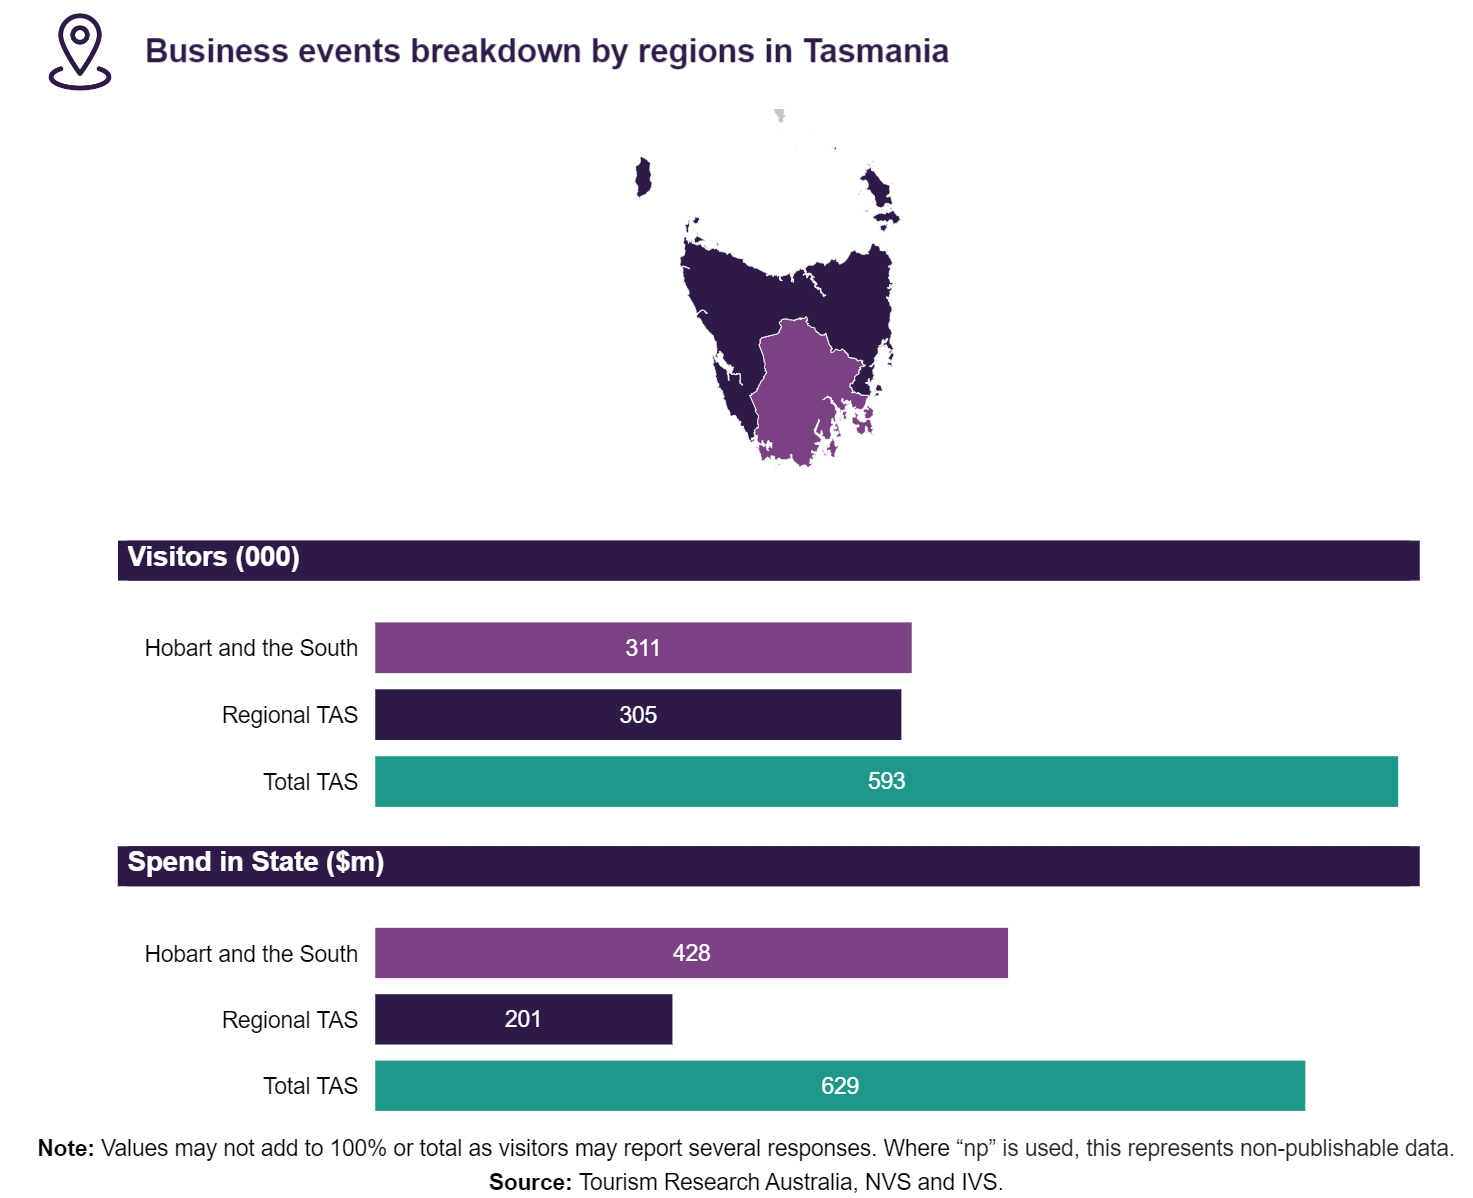 Business events breakdown by regions in Tasmania
Visitors (000)
Hobart and the South
311
Regional TAS
305
Total TAS
593
Spend in State ($m)
Hobart and the South
428
Regional TAS
201
Total TAS
629
Note: Values may not add to 100% or total as visitors may report several responses. Where “np” is used, this represents non-publishable data.
Source: Tourism Research Australia, NVS and IVS.